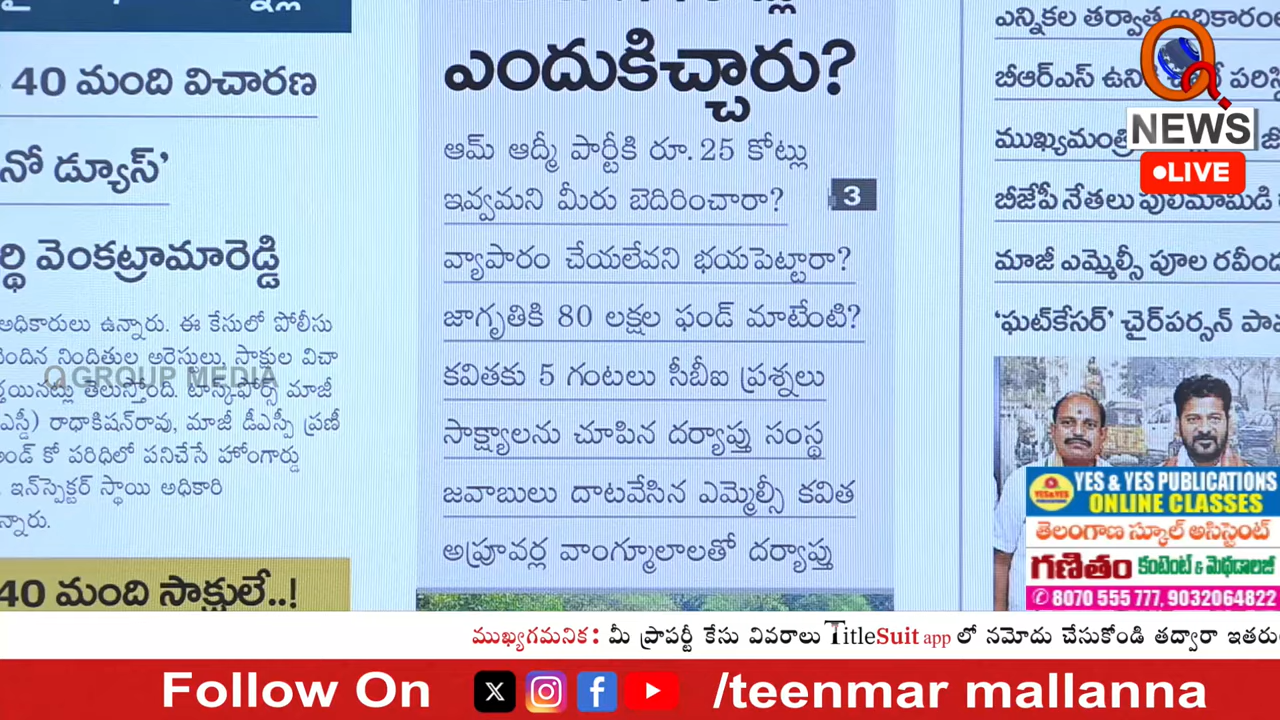 40 మంది విచారణ
నో డ్యూస్'
ర్థి వెంకట్రామారెడ్డి
అధికారులు ఉన్నారు. ఈ కేసులో పోలీసు
నిందితుల అరెస్టులు, సాక్షుల విచా
తెలుస్తోంది. టాస్క్‌ఫోర్స్ మాజీ
రాధాకిషన్‌రావు, మాజీ డీఎస్పీ ప్రణీ
అండ్ కో పరిధిలో పనిచేసే హోంగార్డు
ఇన్‌స్పెక్టర్ స్థాయి అధికారి
న్నారు.
40 మంది సాక్షులే..!
Q GROUP MEDIA
ఎందుకిచ్చారు?
ఆమ్ ఆద్మీ పార్టీకి రూ. 25 కోట్లు
ఇవ్వమని మీరు బెదిరించారా?
3
వ్యాపారం చేయలేవని భయపెట్టారా?
జాగృతికి 80 లక్షల ఫండ్ మాటేంటి?
కవితకు 5 గంటలు సీబీఐ ప్రశ్నలు
సాక్ష్యాలను చూపిన దర్యాప్తు సంస్థ
జవాబులు దాటవేసిన ఎమ్మెల్సీ కవిత
అప్రూవర్ల వాంగ్మూలాలతో దర్యాప్తు
ఎన్నికల తర్వాత
బీఆర్ఎస్
ముఖ్యమంత్రి
బీజేపీ నేతలు పులిమామిడి
మాజీ ఎమ్మెల్సీ పూల రవీం
'ఘట్‌కేసర్' చైర్‌పర్సన్ పా
Q
NEWS
LIVE
YES & YES PUBLICATIONS
ONLINE CLASSES
YES&YES
తెలంగాణ స్కూల్ అసిస్టెంట్
గణితం కంటెంట్ & మెథడాలజీ
8070 555 777, 9032064822
ముఖ్యగమనిక: మీ ప్రాపర్టీ కేసు వివరాలు TitleSuit app లో నమోదు చేసుకోండి తద్వారా ఇతరు
Follow On X f /teenmar mallanna